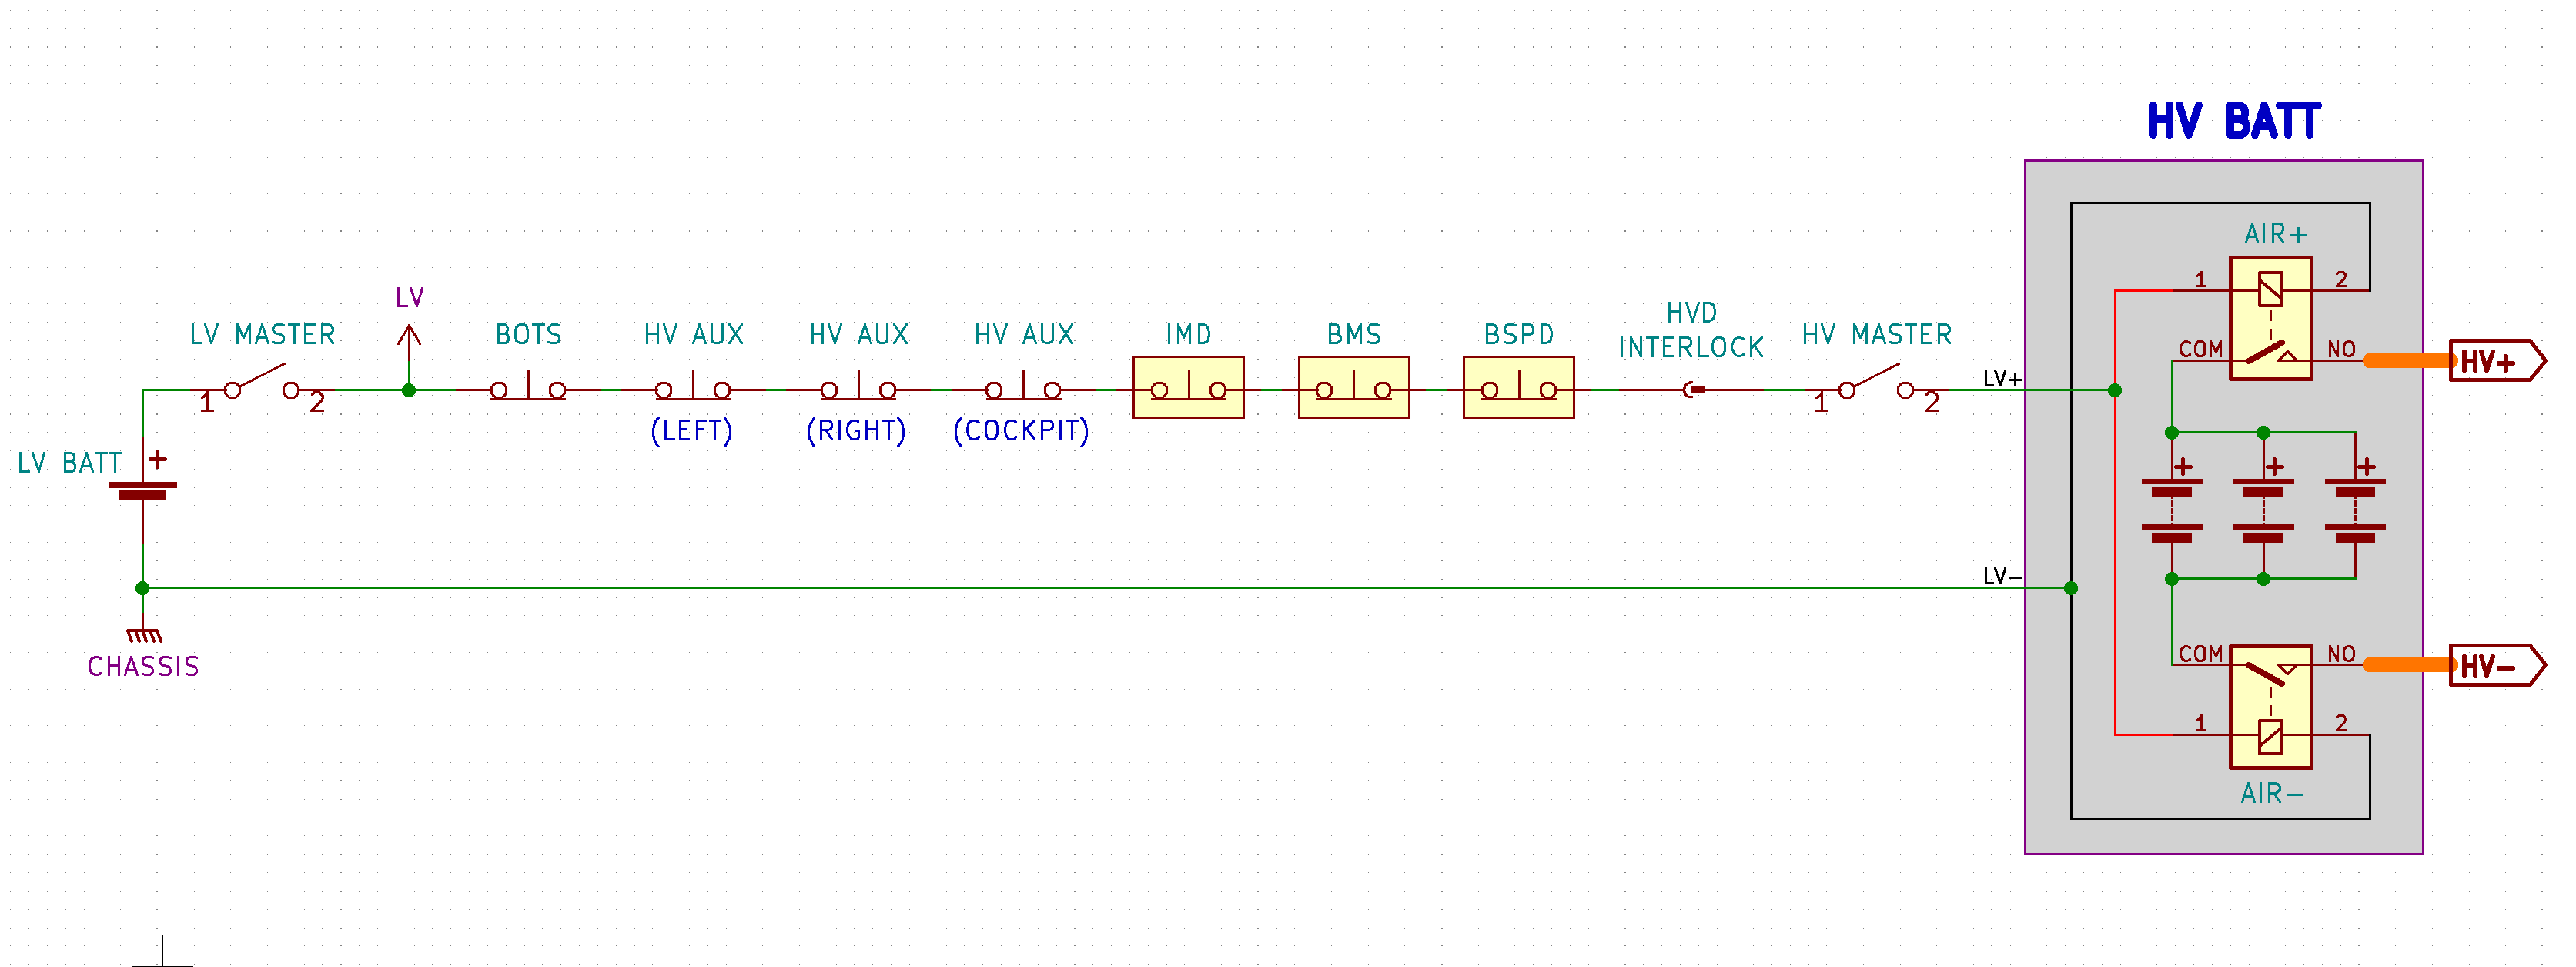 HV BATT
AIR+
1
2
LV
HVD
LV MASTER
BOTS
HV AUX
HV AUX
HV AUX
IMD
BMS
BSPD
INTERLOCK
HV MASTER
COM
NO
HV+
1
2
1
2
LV+
(LEFT)
(RIGHT)
(COCKPIT)
LV BATT
+
+
+
+
LV-
CHASSIS
COM
NO
HV-
1
2
AIR-